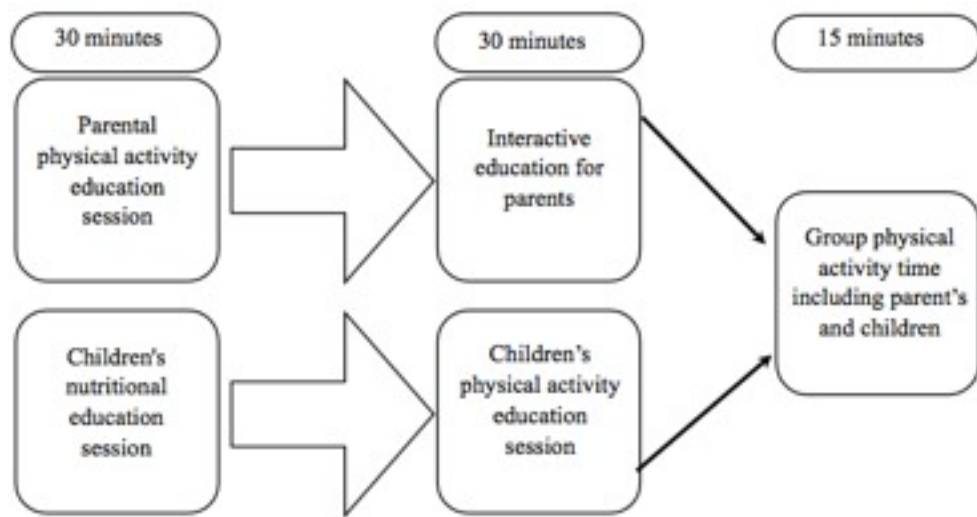 30 minutes
30 minutes
15 minutes
Parental
physical activity
education
session
Interactive
education for
parents
Group physical
activity time
including parent's
and children
Children's
nutritional
education
session
Children's
physical activity
education
session